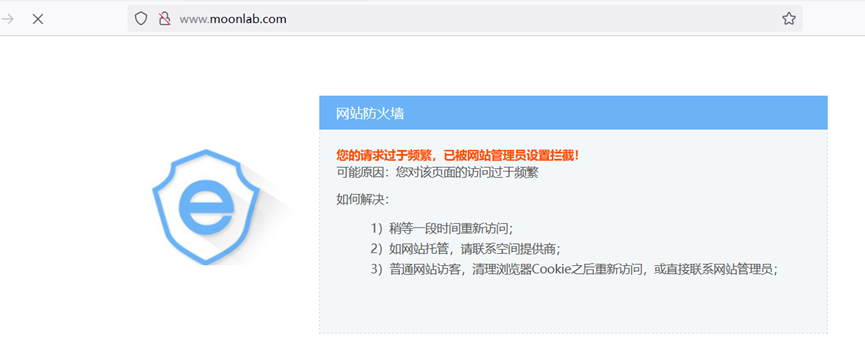 www.moonlab.com
网站防火墙
您的请求过于频繁，已被网站管理员设置拦截！
可能原因：您对该页面的访问过于频繁
如何解决：
1）稍等一段时间重新访问；
2）如网站托管，请联系空间提供商；
3）普通网站访客，清理浏览器Cookie之后重新访问，或直接联系网站管理员；